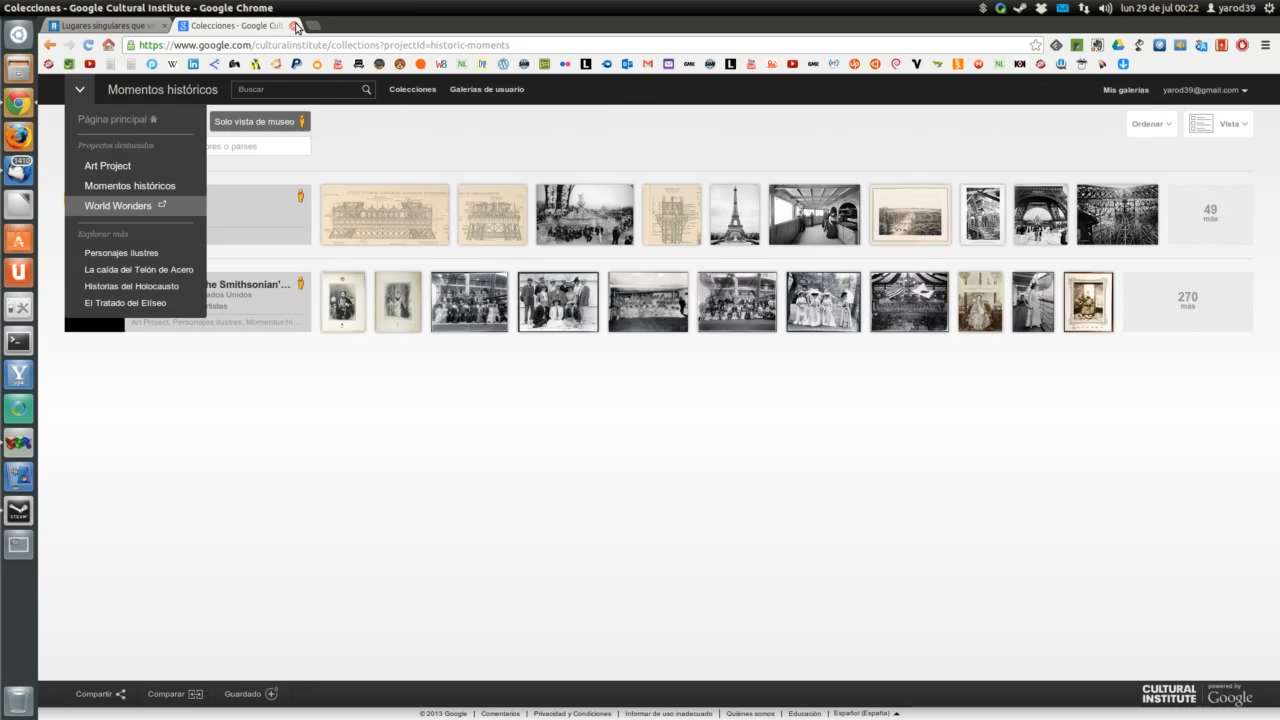 Colecciones - Google Cultural Institute - Google Chrome
lun 29 de jul 00:22
yarod39
Lugares singulares que v
Colecciones - Google Cult
https://www.google.com/culturalinstitute/collections?projectId=historic-moments
Momentos históricos
Buscar
Colecciones
Galerías de usuario
Mis galerías
yarod39@gmail.com
Página principal
Solo vista de museo
Ordenar
Vista
Proyectos destacados
res o países
Art Project
Momentos históricos
World Wonders
49
más
Explorar más
Personajes ilustres
La caída del Telón de Acero
Historias del Holocausto
El Tratado del Elíseo
he Smithsonian'...
ados Unidos
rtistas
Art Project, Personajes ilustres, Momentos hi...
270
más
1410
STEAM
Compartir
Comparar
Guardado
CULTURAL INSTITUTE
powered by Google
© 2013 Google | Comentarios | Privacidad y Condiciones | Informar de uso inadecuado | Quiénes somos | Educación | Español (España)